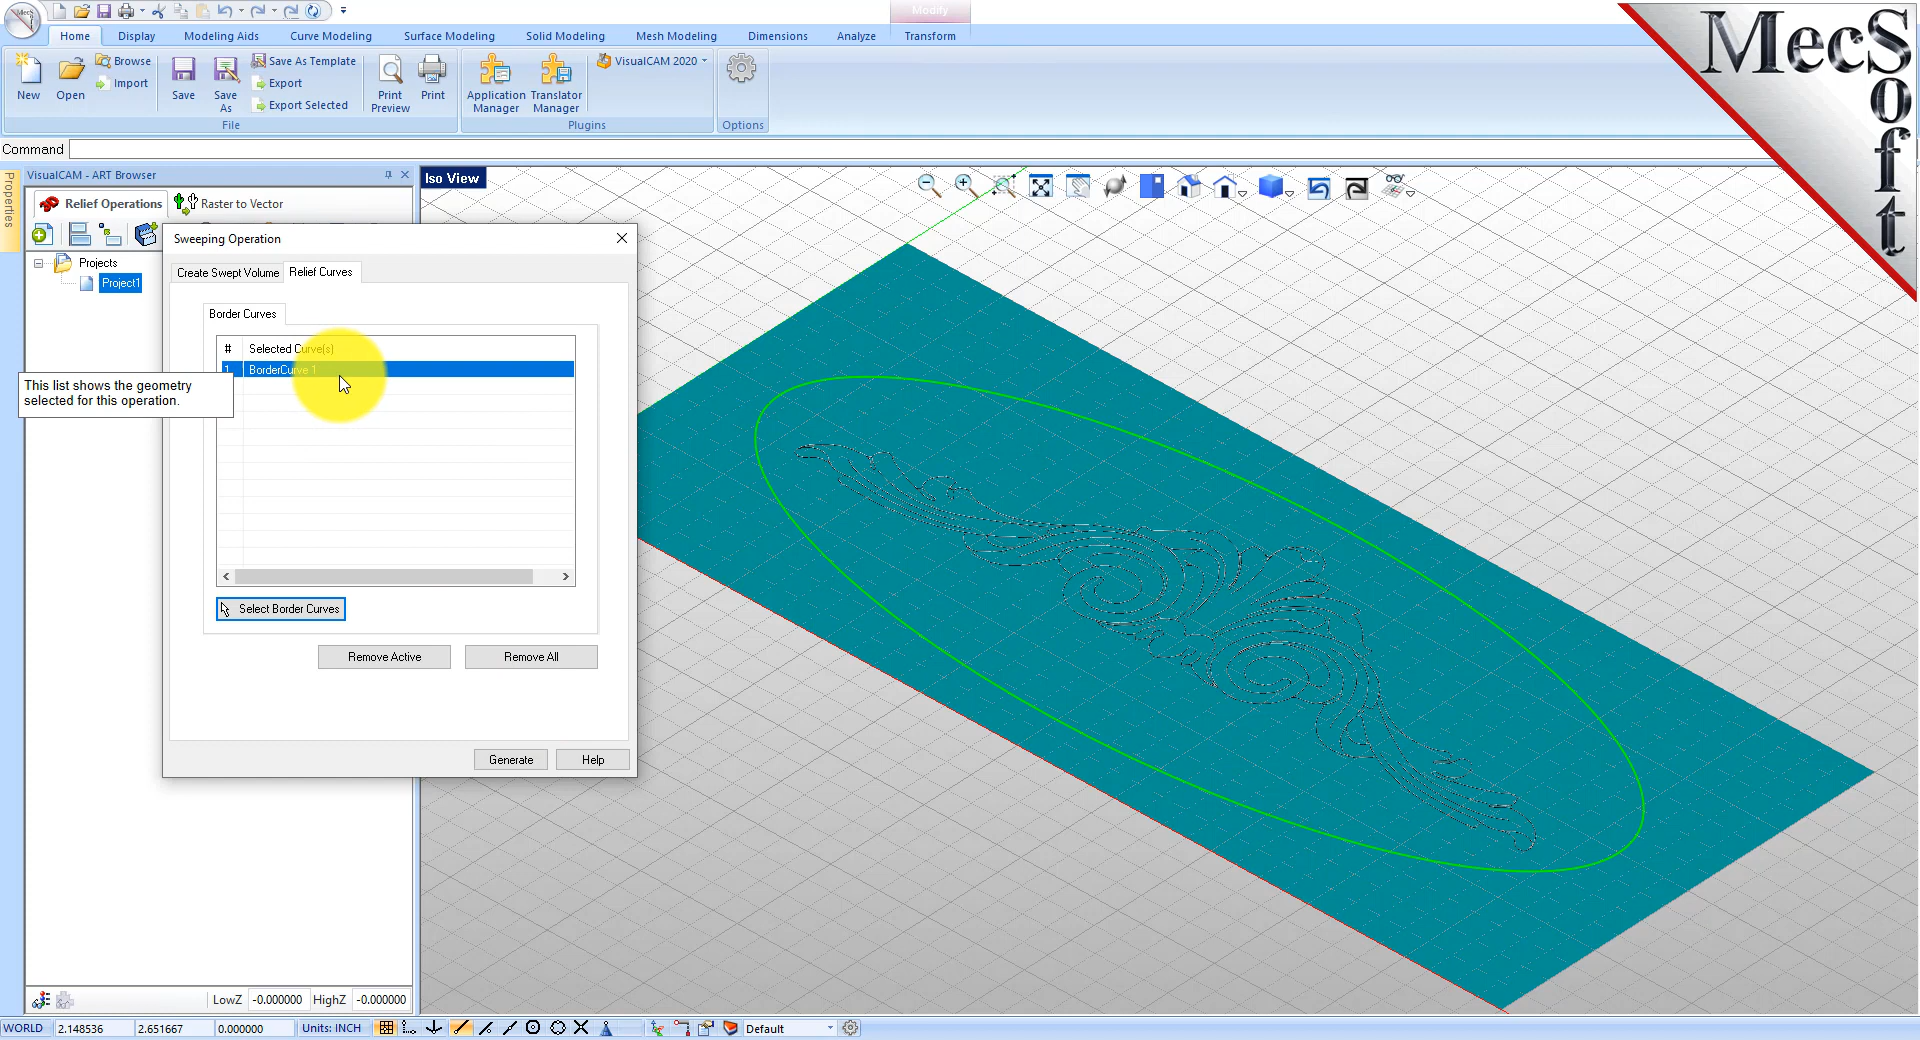 MecSoft
Modify
Home Display Modeling Aids Curve Modeling Surface Modeling Solid Modeling Mesh Modeling Dimensions Analyze Transform
New
Open
Browse
Import
Save
Save As
Save As Template
Export
Export Selected
Print Preview
Print
File
Application Manager
Translator Manager
VisualCAM 2020
Plugins
Options
Command
Properties
VisualCAM - ART Browser
Relief Operations Raster to Vector
Projects
Project1
Iso View
Sweeping Operation
Create Swept Volume Relief Curves
Border Curves
# Selected Curve(s)
1 BorderCurve 1
This list shows the geometry
selected for this operation.
Select Border Curves
Remove Active Remove All
Generate Help
LowZ -0.000000 HighZ -0.000000
WORLD 2.148536 2.651667 0.000000 Units: INCH Default